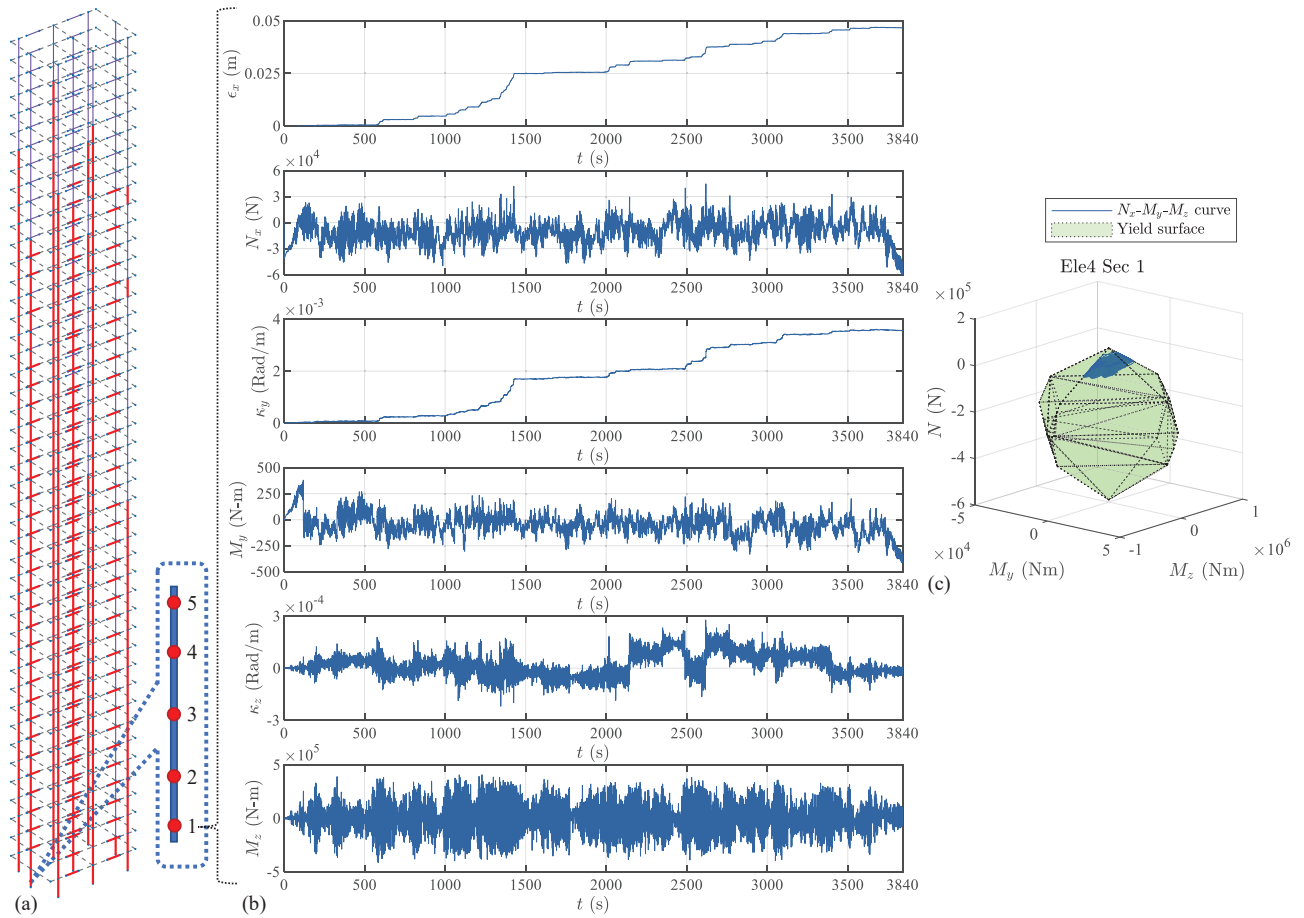 5
4
3
2
1
(a)
0.05
0.025
0
ϵx (m)
0 500 1000 1500 2000 2500 3000 3500 3840
t (s)
×10^4
6
3
0
-3
-6
Nx (N)
0 500 1000 1500 2000 2500 3000 3500 3840
t (s)
×10^-3
4
2
0
κy (Rad/m)
0 500 1000 1500 2000 2500 3000 3500 3840
t (s)
500
250
0
-250
-500
My (N-m)
0 500 1000 1500 2000 2500 3000 3500 3840
t (s)
×10^-4
3
0
-3
κz (Rad/m)
0 500 1000 1500 2000 2500 3000 3500 3840
t (s)
×10^5
5
0
-5
Mz (N-m)
0 500 1000 1500 2000 2500 3000 3500 3840
t (s)
(b)
Nx-My-Mz curve
Yield surface
Ele4 Sec 1
×10^5
2
0
-2
-4
-6
N (N)
-5 0 5
×10^4
My (Nm)
-1 0 1
×10^6
Mz (Nm)
(c)